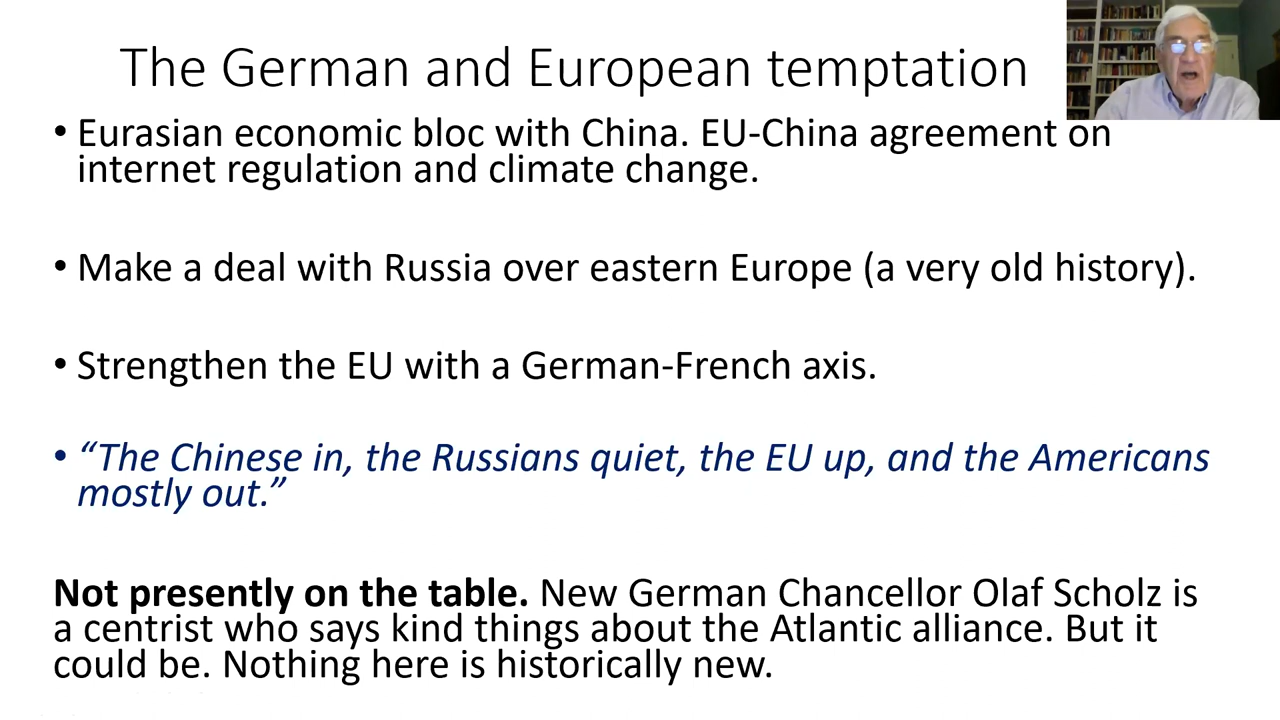 The German and European temptation
• Eurasian economic bloc with China. EU-China agreement on
internet regulation and climate change.
• Make a deal with Russia over eastern Europe (a very old history).
• Strengthen the EU with a German-French axis.
• “The Chinese in, the Russians quiet, the EU up, and the Americans
mostly out.”
Not presently on the table. New German Chancellor Olaf Scholz is
a centrist who says kind things about the Atlantic alliance. But it
could be. Nothing here is historically new.